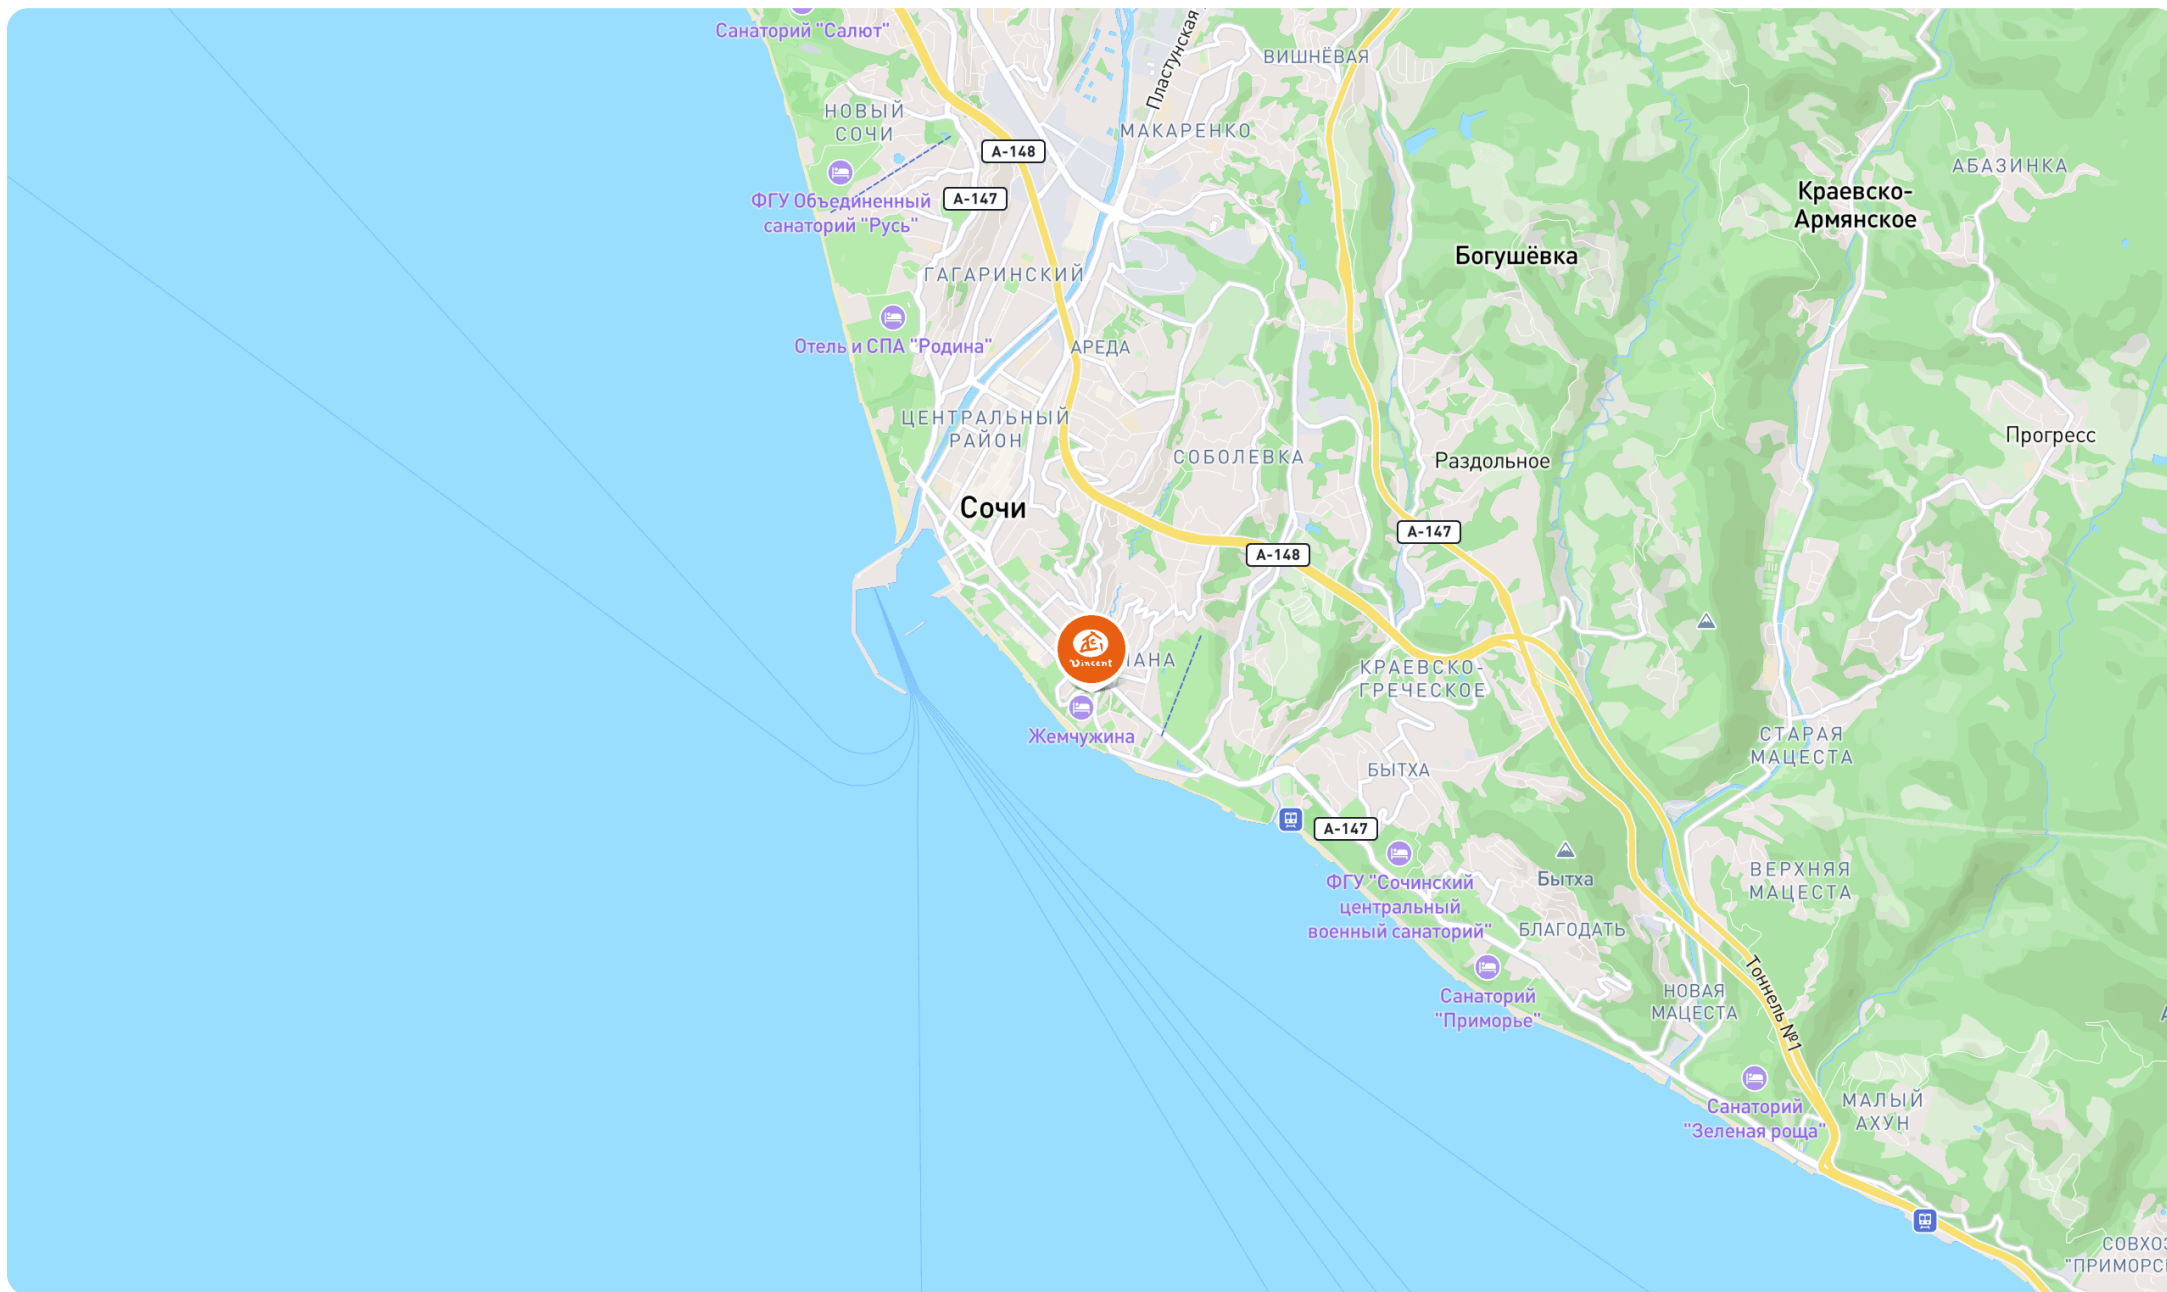 Санаторий "Салют"
Пластунская
ВИШНЁВАЯ
НОВЫЙ
СОЧИ
МАКАРЕНКО
А-148
АБАЗИНКА
ФГУ Объединенный
санаторий "Русь"
А-147
Краевско-
Армянское
Богушёвка
ГАГАРИНСКИЙ
Отель и СПА "Родина"
АРЕДА
ЦЕНТРАЛЬНЫЙ
РАЙОН
СОБОЛЕВКА
Раздольное
Прогресс
Сочи
А-147
А-148
Vincent
АНА
КРАЕВСКО-
ГРЕЧЕСКОЕ
Жемчужина
СТАРАЯ
МАЦЕСТА
БЫТХА
А-147
ФГУ "Сочинский
центральный
военный санаторий"
Бытха
ВЕРХНЯЯ
МАЦЕСТА
БЛАГОДАТЬ
Санаторий
"Приморье"
НОВАЯ
МАЦЕСТА
Тоннель №1
Санаторий
"Зеленая роща"
МАЛЫЙ
АХУН
СОВХОЗ
"ПРИМОРС